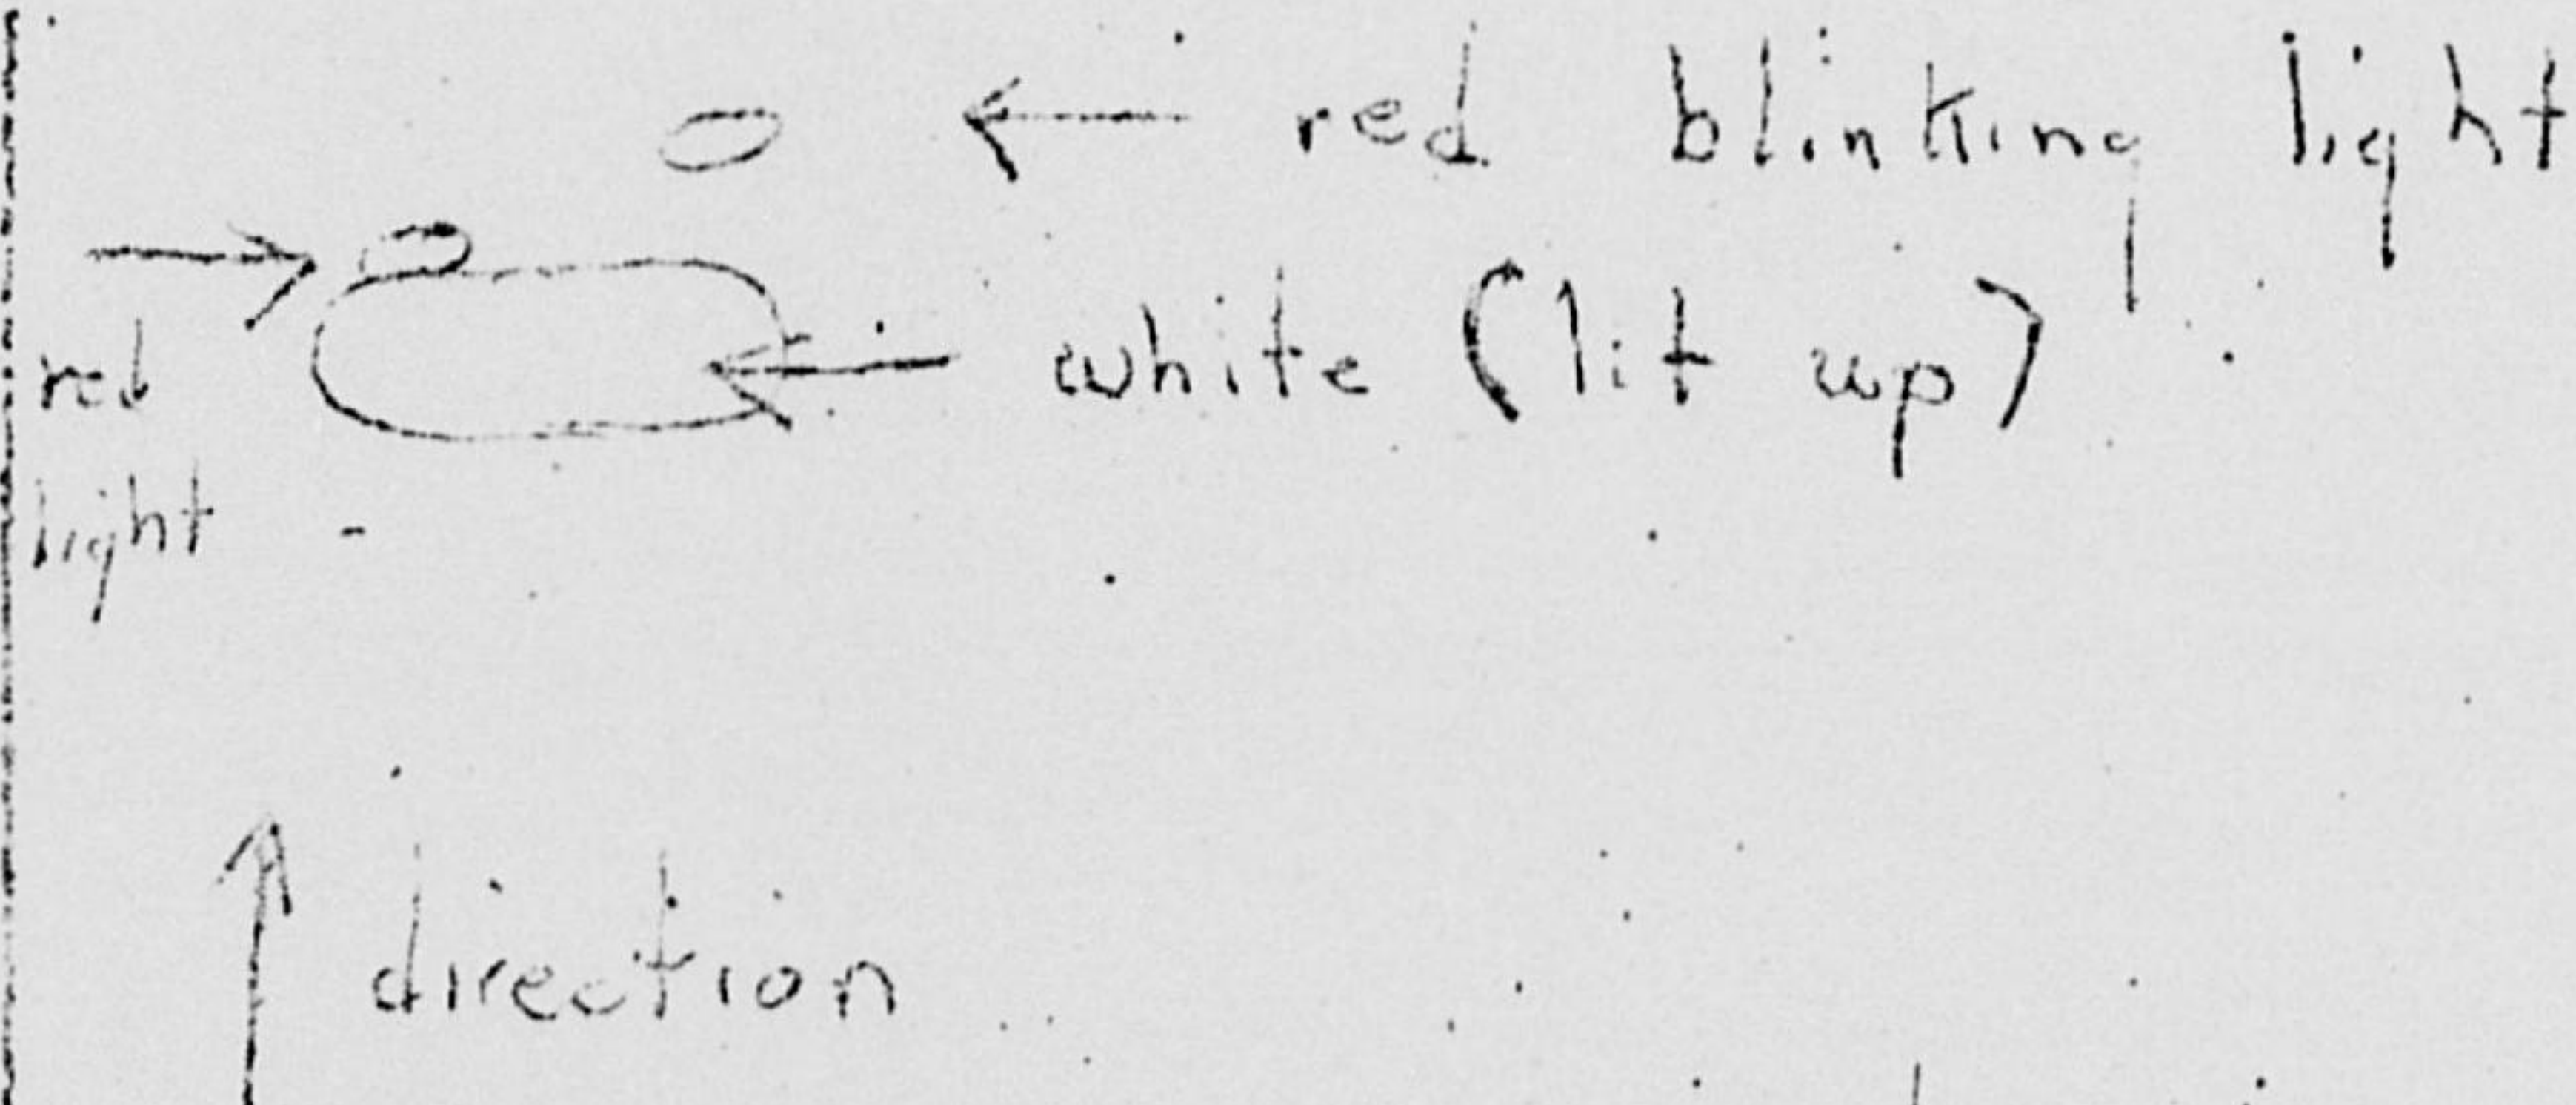 red blinking light
white (lit up)
red
light
direction